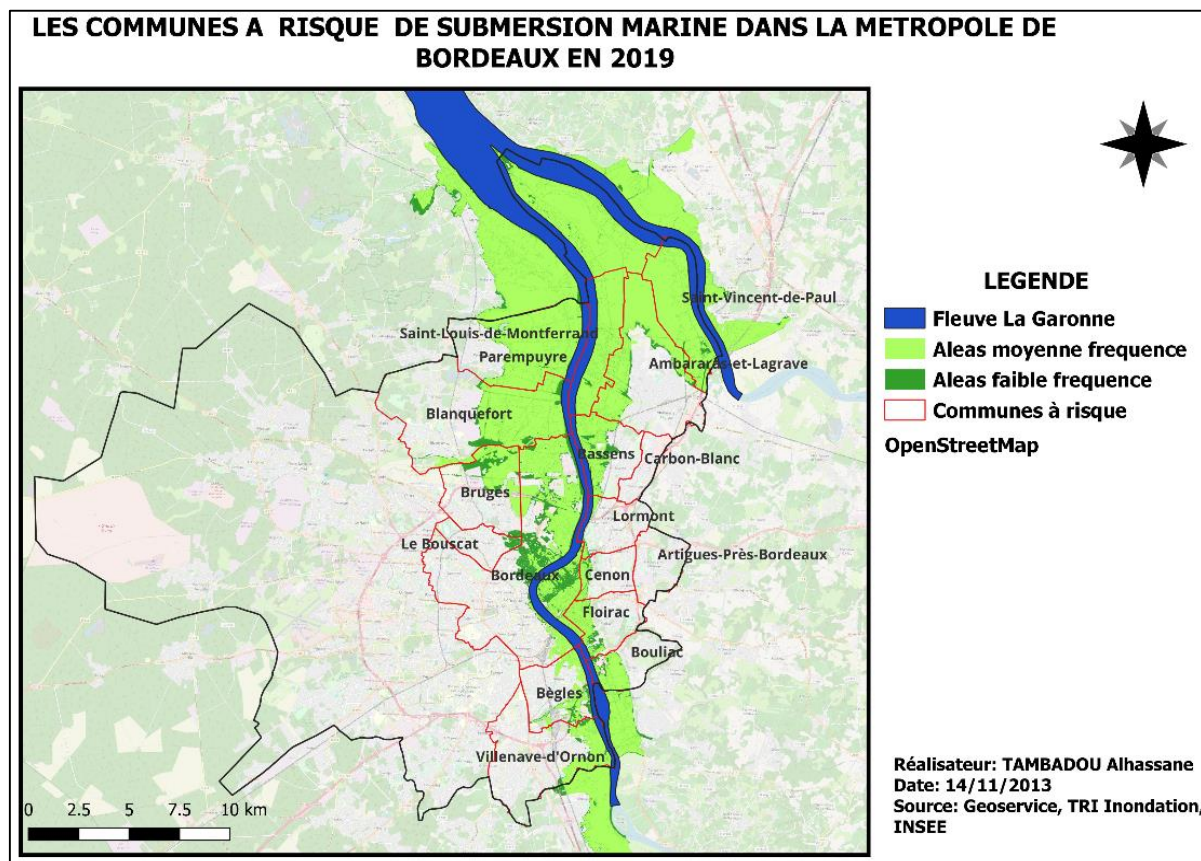 LES COMMUNES A RISQUE DE SUBMERSION MARINE DANS LA METROPOLE DE
BORDEAUX EN 2019
Saint-Vincent-de-Paul
Saint-Louis-de-Montferrand
Parempuyre
Ambararès-et-Lagrave
Blanquefort
Bassens
Carbon-Blanc
Bruges
Lormont
Le Bouscat
Artigues-Près-Bordeaux
Bordeaux
Cenon
Floirac
Bouliac
Bègles
Villenave-d'Ornon
0 2.5 5 7.5 10 km
LEGENDE
Fleuve La Garonne
Aleas moyenne frequence
Aleas faible frequence
Communes à risque
OpenStreetMap
Réalisateur: TAMBADOU Alhassane
Date: 14/11/2013
Source: Geoservice, TRI Inondation,
INSEE